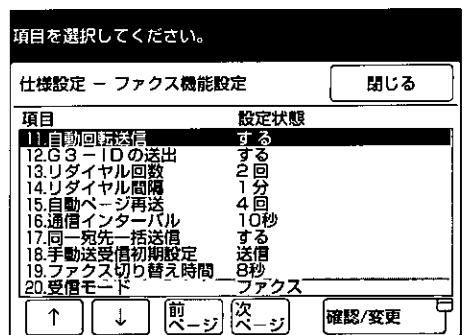 項目を選択してください。
仕様設定 － ファクス機能設定 閉じる
項目 設定状態
11.自動回転送信 する
12.G3－IDの送出 する
13.リダイヤル回数 2回
14.リダイヤル間隔 1分
15.自動ページ再送 4回
16.通信インターバル 10秒
17.同一宛先一括送信 する
18.手動送受信初期設定 送信
19.ファクス切り替え時間 8秒
20.受信モード ファクス
↑ ↓ 前ページ 次ページ 確認/変更